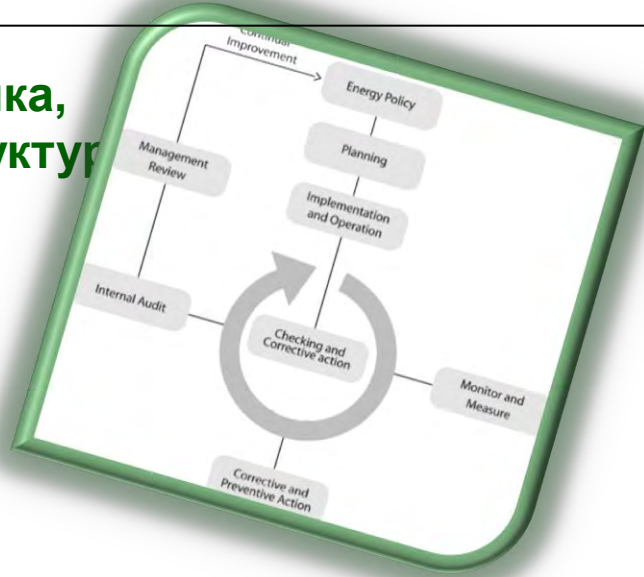 Continual
Improvement
Energy Policy
Planning
Implementation
and Operation
Management
Review
Internal Audit
Checking and
Corrective action
Monitor and
Measure
Corrective and
Preventive Action